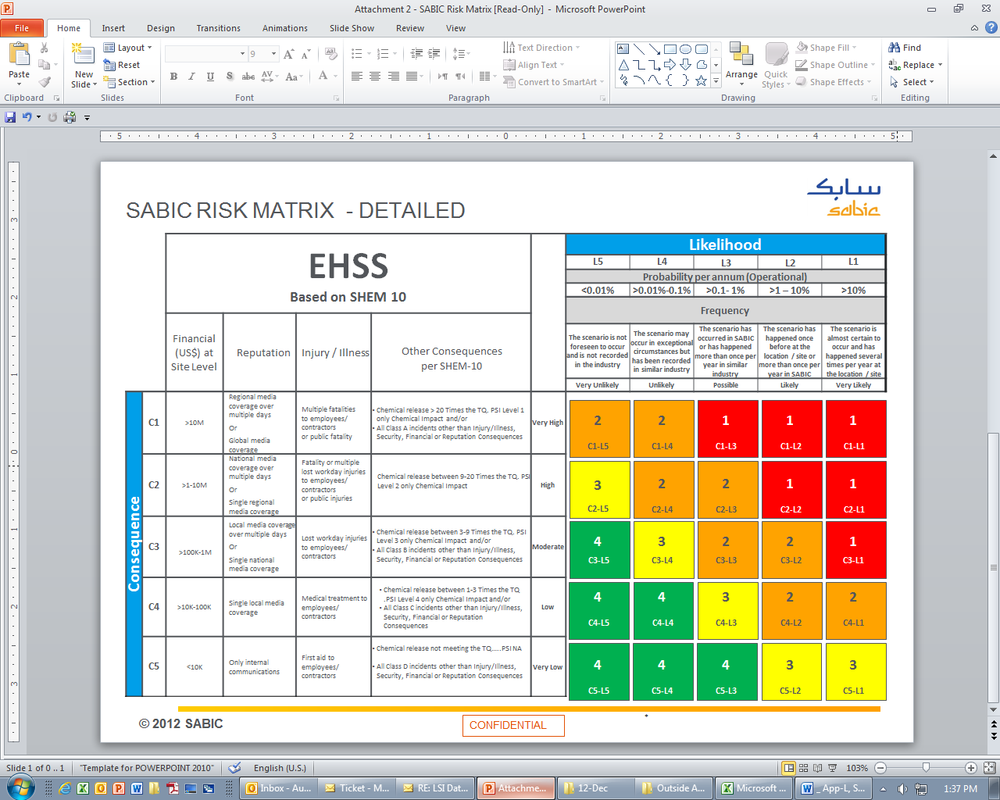 Attachment 2 - SABIC Risk Matrix [Read-Only] - Microsoft PowerPoint
File Home Insert Design Transitions Animations Slide Show Review View
Paste
Clipboard
New
Slide
Layout
Reset
Section
Slides
9
B I U S abc AV Aa A
Font
Text Direction
Align Text
Convert to SmartArt
Paragraph
Arrange
Quick
Styles
Shape Fill
Shape Outline
Shape Effects
Drawing
Find
Replace
Select
Editing
5 4 3 2 1 0 1 2 3 4 5
3
2
1
0
1
2
3
سابك
sabic
SABIC RISK MATRIX - DETAILED
EHSS
Based on SHEM 10
Likelihood
L5 L4 L3 L2 L1
Probability per annum (Operational)
<0.01% >0.01%-0.1% >0.1- 1% >1 – 10% >10%
Frequency
Financial
(US$) at
Site Level
Reputation
Injury / Illness
Other Consequences
per SHEM-10
The scenario is not
foreseen to occur
and is not recorded
in the industry
The scenario may
occur in exceptional
circumstances but
has been recorded
in similar industry
The scenario has
occurred in SABIC
or has happened
more than once per
year in similar
industry
The scenario has
happened once
before at the
location / site or
more than once per
year in SABIC
The scenario is
almost certain to
occur and has
happened several
times per year at
the location / site
Very Unlikely Unlikely Possible Likely Very Likely
Consequence
C1
>10M
Regional media
coverage over
multiple days
Or
Global media
coverage
Multiple fatalities
to employees/
contractors
or public fatality
• Chemical release > 20 Times the TQ. PSI Level 1
only Chemical Impact and/or
• All Class A incidents other than Injury/Illness,
Security, Financial or Reputation Consequences
Very High
2 2 1 1 1
C1-L5 C1-L4 C1-L3 C1-L2 C1-L1
C2
>1-10M
National media
coverage over
multiple days
Or
Single regional
media coverage
Fatality or multiple
lost workday injuries
to employees/
contractors
or public injuries
Chemical release between 9-20 Times the TQ. PSI
Level 2 only Chemical Impact
High
3 2 2 1 1
C2-L5 C2-L4 C2-L3 C2-L2 C2-L1
C3
>100K-1M
Local media coverage
over multiple days
Or
Single national
media coverage
Lost workday injuries
to employees/
contractors
• Chemical release between 3-9 Times the TQ. PSI
Level 3 only Chemical Impact and/or
• All Class B incidents other than Injury/Illness,
Security, Financial or Reputation Consequences
Moderate
4 3 2 2 1
C3-L5 C3-L4 C3-L3 C3-L2 C3-L1
C4
>10K-100K
Single local media
coverage
Medical treatment to
employees/
contractors
• Chemical release between 1-3 Times the TQ
.PSI Level 4 only Chemical Impact and/or
• All Class C incidents other than Injury/Illness,
Security, Financial or Reputation
Consequences
Low
4 4 3 2 2
C4-L5 C4-L4 C4-L3 C4-L2 C4-L1
C5
<10K
Only internal
communications
First aid to
employees/
contractors
• Chemical release not meeting the TQ.....PSI NA
• All Class D incidents other than Injury/Illness,
Security, Financial or Reputation Consequences
Very Low
4 4 4 3 3
C5-L5 C5-L4 C5-L3 C5-L2 C5-L1
© 2012 SABIC
CONFIDENTIAL
Slide 1 of 0 .. 1 "Template for POWERPOINT 2010" English (U.S.) 103%
Inbox - Au... Ticket - M... RE: LSI Dat... Attachme... 12-Dec Outside A... Microsoft ... _ App-L, S... 1:37 PM